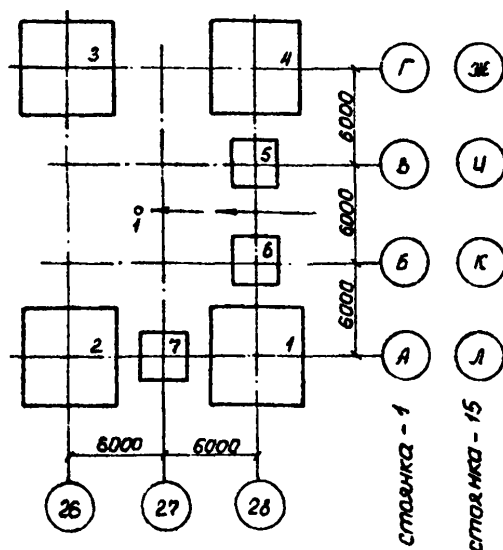 3 4 Г Ж
6000
5 В И
1 6000
6 Б К
6000
2 7 1 А Л
6000 6000
26 27 28
стоянка - 1
стоянка - 15